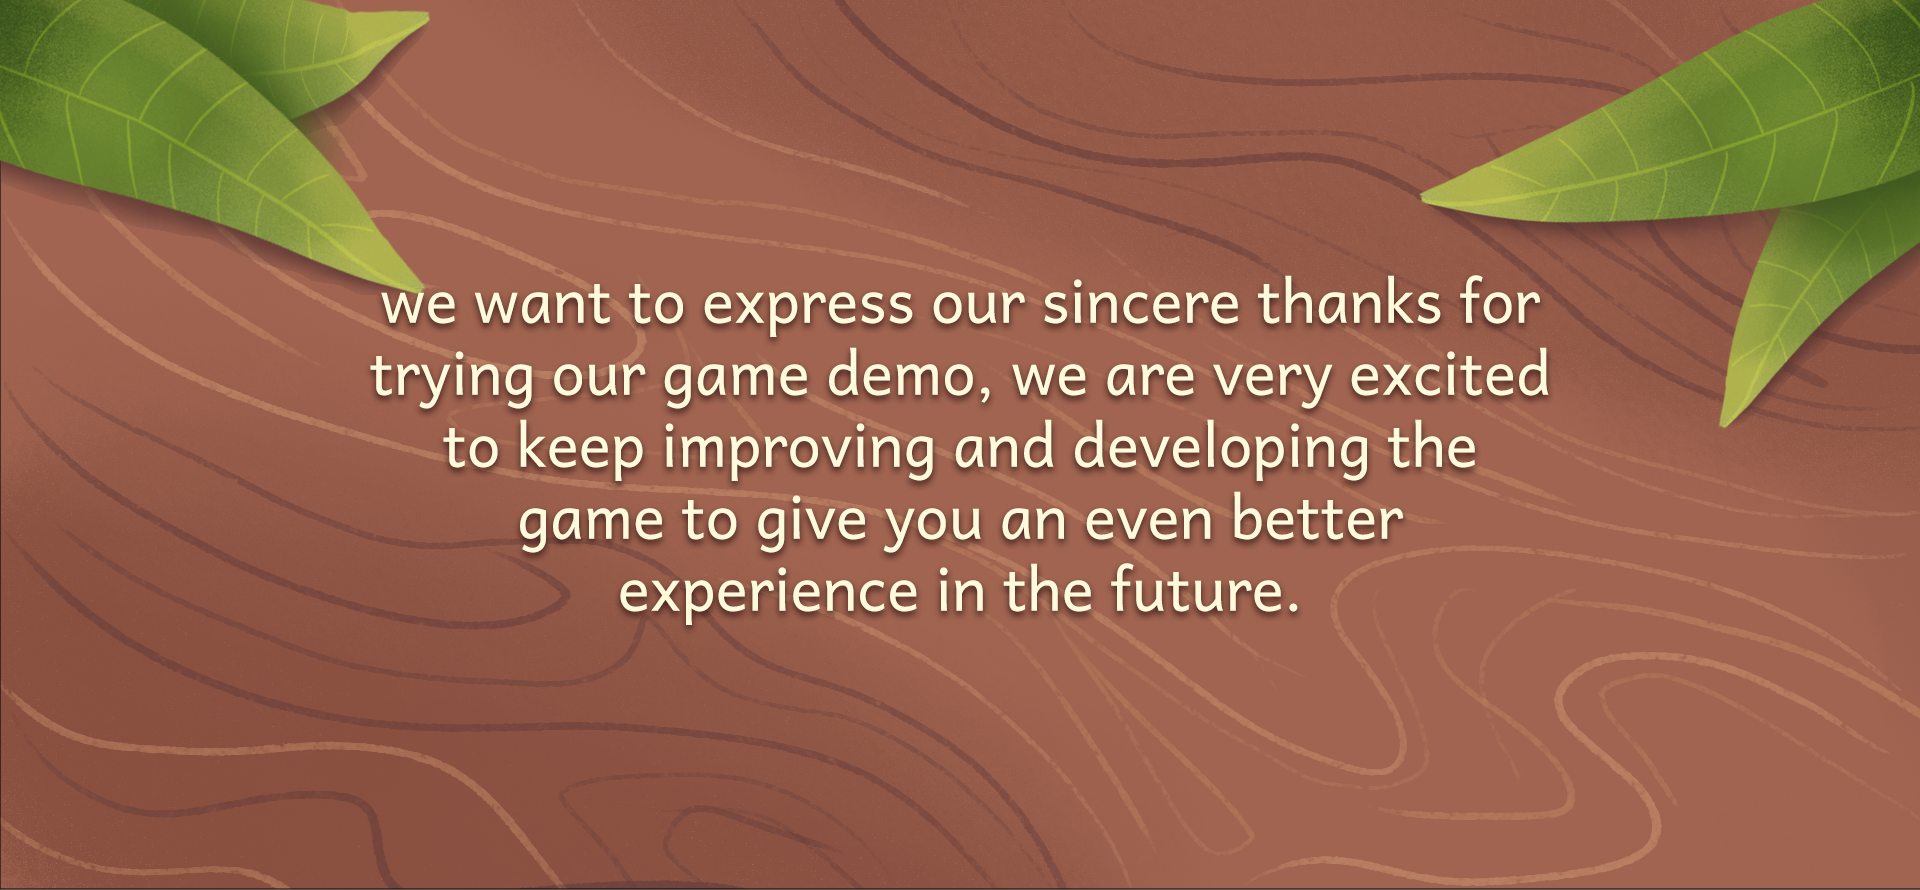 we want to express our sincere thanks for
trying our game demo, we are very excited
to keep improving and developing the
game to give you an even better
experience in the future.